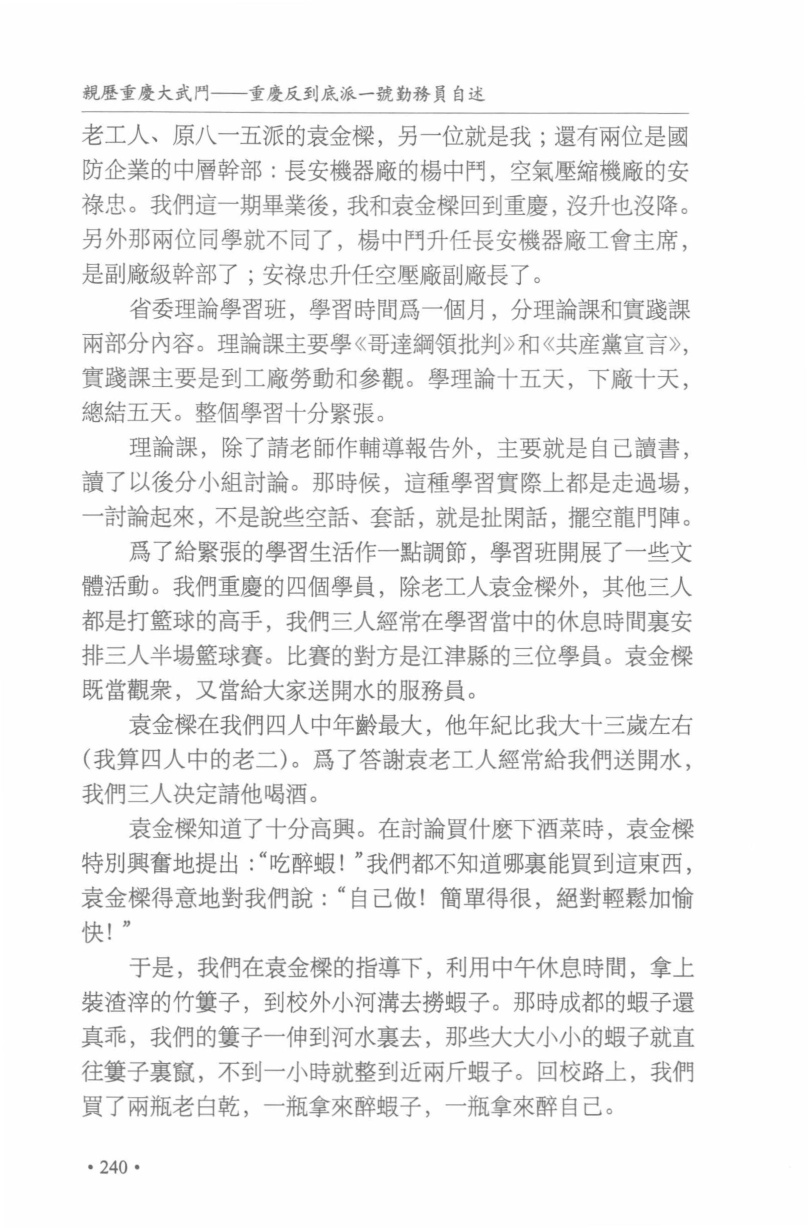 親歷重慶大武鬥——重慶反到底派一號勤務員自述
老工人、原八一五派的袁金樑，另一位就是我；還有兩位是國
防企業的中層幹部：長安機器廠的楊中鬥，空氣壓縮機廠的安
祿忠。我們這一期畢業後，我和袁金樑回到重慶，沒升也沒降。
另外那兩位同學就不同了，楊中鬥升任長安機器廠工會主席，
是副廠級幹部了；安祿忠升任空壓廠副廠長了。
省委理論學習班，學習時間爲一個月，分理論課和實踐課
兩部分內容。理論課主要學《哥達綱領批判》和《共産黨宣言》，
實踐課主要是到工廠勞動和參觀。學理論十五天，下廠十天，
總結五天。整個學習十分緊張。
理論課，除了請老師作輔導報告外，主要就是自己讀書，
讀了以後分小組討論。那時候，這種學習實際上都是走過場，
一討論起來，不是說些空話、套話，就是扯閑話，擺空龍門陣。
爲了給緊張的學習生活作一點調節，學習班開展了一些文
體活動。我們重慶的四個學員，除老工人袁金樑外，其他三人
都是打籃球的高手，我們三人經常在學習當中的休息時間裏安
排三人半場籃球賽。比賽的對方是江津縣的三位學員。袁金樑
既當觀衆，又當給大家送開水的服務員。
袁金樑在我們四人中年齡最大，他年紀比我大十三歲左右
（我算四人中的老二）。爲了答謝袁老工人經常給我們送開水，
我們三人决定請他喝酒。
袁金樑知道了十分高興。在討論買什麽下酒菜時，袁金樑
特別興奮地提出：“吃醉蝦！”我們都不知道哪裏能買到這東西，
袁金樑得意地對我們說：“自己做！簡單得很，絕對輕鬆加愉
快！”
于是，我們在袁金樑的指導下，利用中午休息時間，拿上
裝渣滓的竹簍子，到校外小河溝去撈蝦子。那時成都的蝦子還
真乖，我們的簍子一伸到河水裏去，那些大大小小的蝦子就直
往簍子裏竄，不到一小時就整到近兩斤蝦子。回校路上，我們
買了兩瓶老白乾，一瓶拿來醉蝦子，一瓶拿來醉自己。
·240·